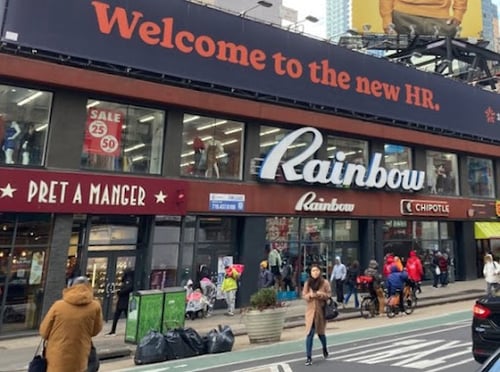 Welcome to the new HR.
SALE
25
50
Rainbow
★ PRET A MANGER ★
Rainbow
CHIPOTLE